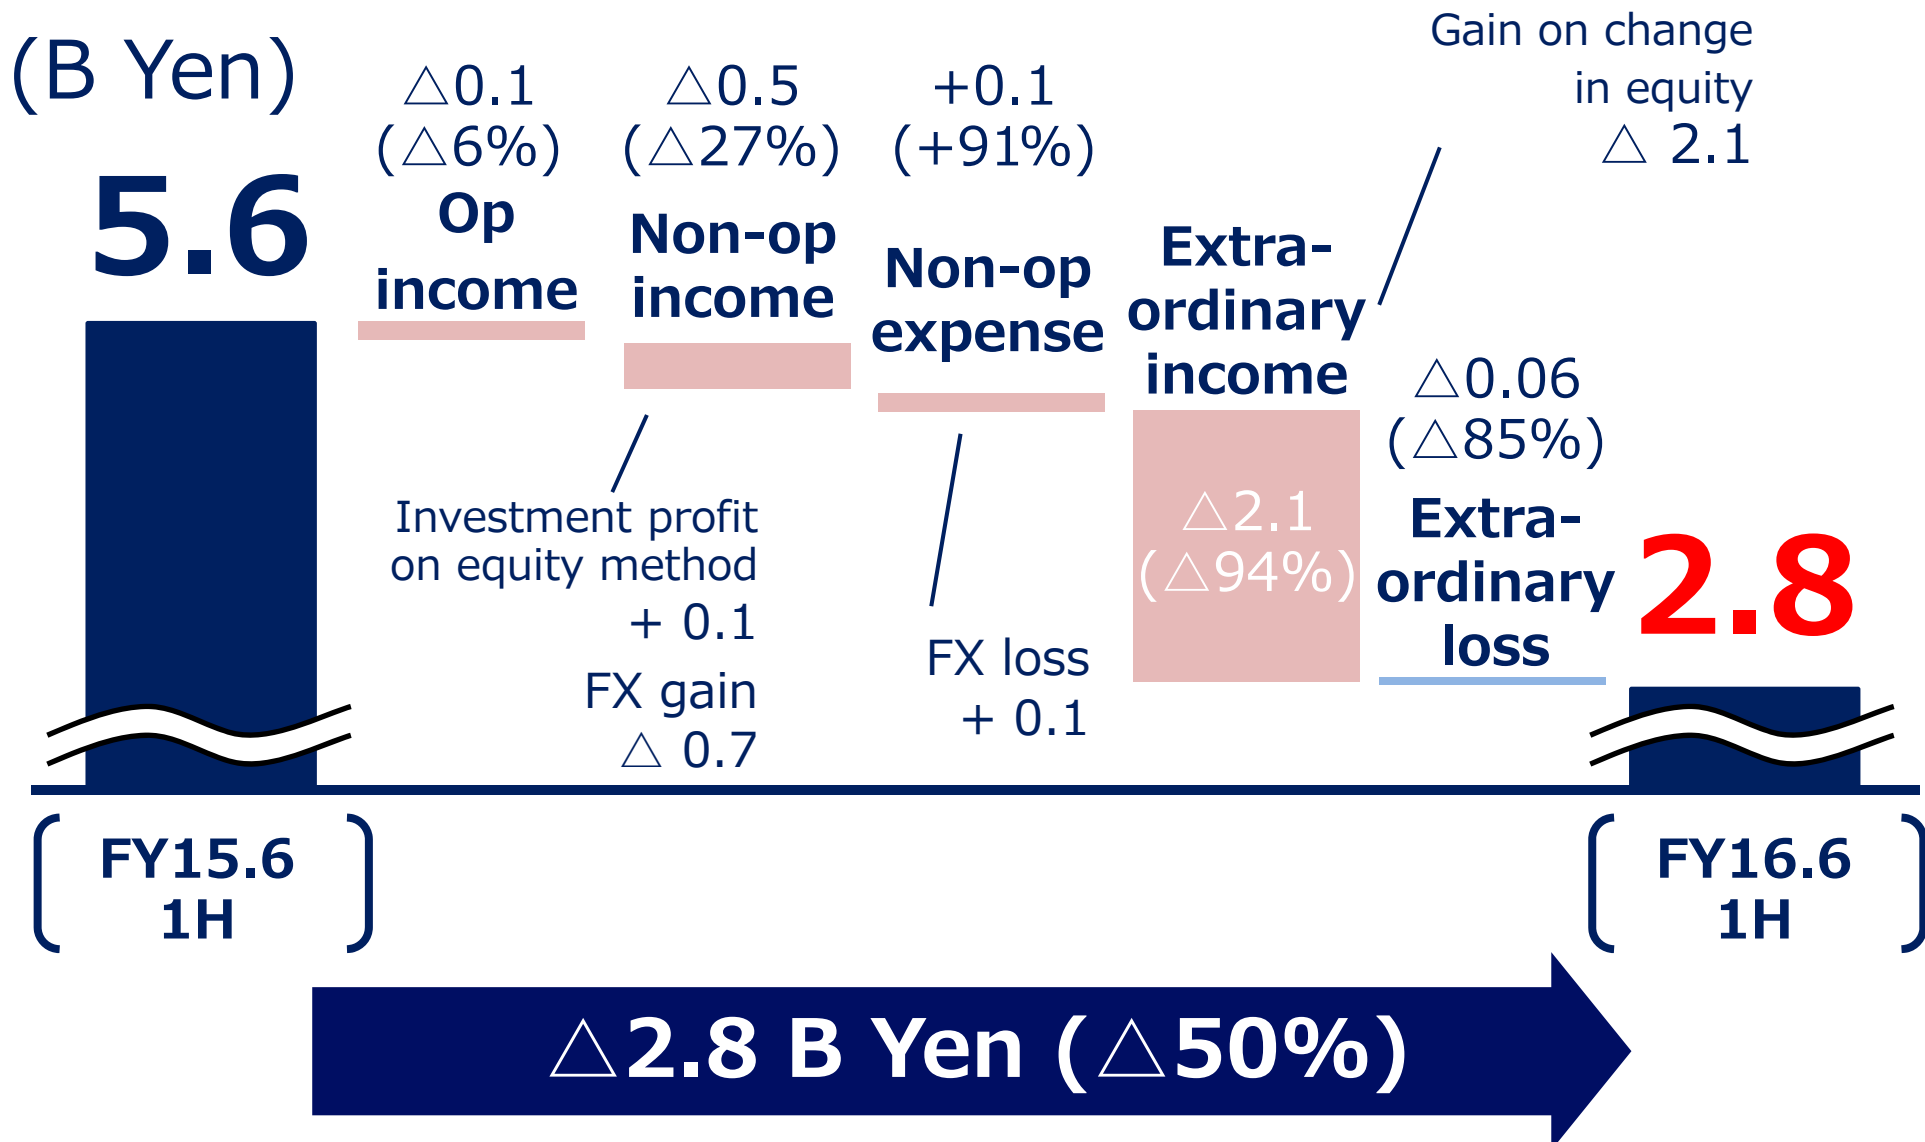 (B Yen)
5.6
△0.1
(△6%)
Op
income
△0.5
(△27%)
Non-op
income
Investment profit
on equity method
+ 0.1
FX gain
△ 0.7
+0.1
(+91%)
Non-op
expense
FX loss
+ 0.1
Gain on change
in equity
△ 2.1
Extra-
ordinary
income
△2.1
(△94%)
△0.06
(△85%)
Extra-
ordinary
loss
2.8
FY15.6
1H
FY16.6
1H
△2.8 B Yen (△50%)